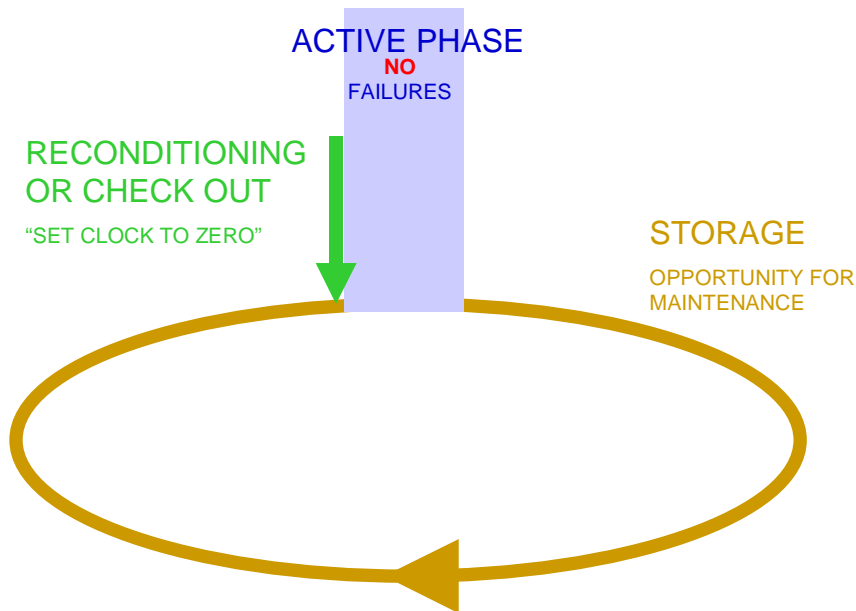 ACTIVE PHASE
NO
FAILURES
RECONDITIONING
OR CHECK OUT
“SET CLOCK TO ZERO”
STORAGE
OPPORTUNITY FOR
MAINTENANCE